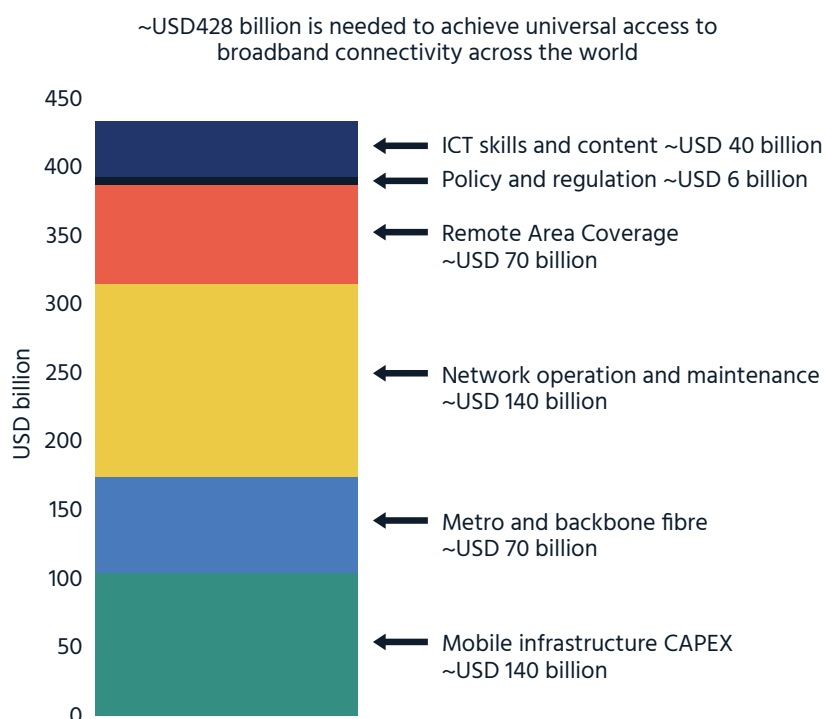 ~USD428 billion is needed to achieve universal access to
broadband connectivity across the world
450
400
350
300
250
200
150
100
50
0
USD billion
ICT skills and content ~USD 40 billion
Policy and regulation ~USD 6 billion
Remote Area Coverage
~USD 70 billion
Network operation and maintenance
~USD 140 billion
Metro and backbone fibre
~USD 70 billion
Mobile infrastructure CAPEX
~USD 140 billion